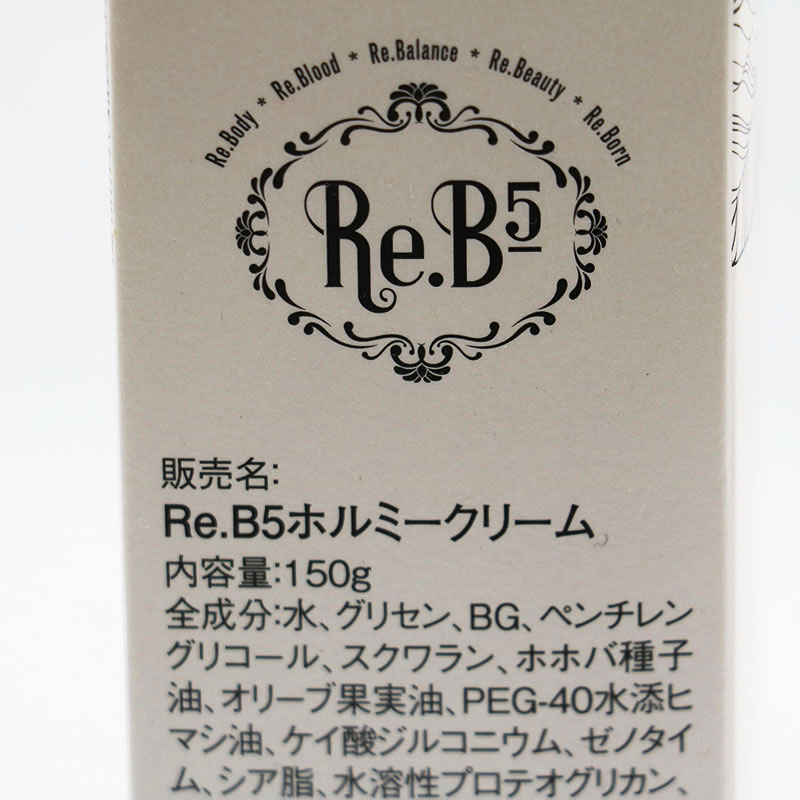 Re.Body * Re.Blood * Re.Balance * Re.Beauty * Re.Born
Re.B5
販売名:
Re.B5ホルミークリーム
内容量:150g
全成分:水、グリセン、BG、ペンチレン
グリコール、スクワラン、ホホバ種子
油、オリーブ果実油、PEG-40水添ヒ
マシ油、ケイ酸ジルコニウム、ゼノタイ
ム、シア脂、水溶性プロテオグリカン、